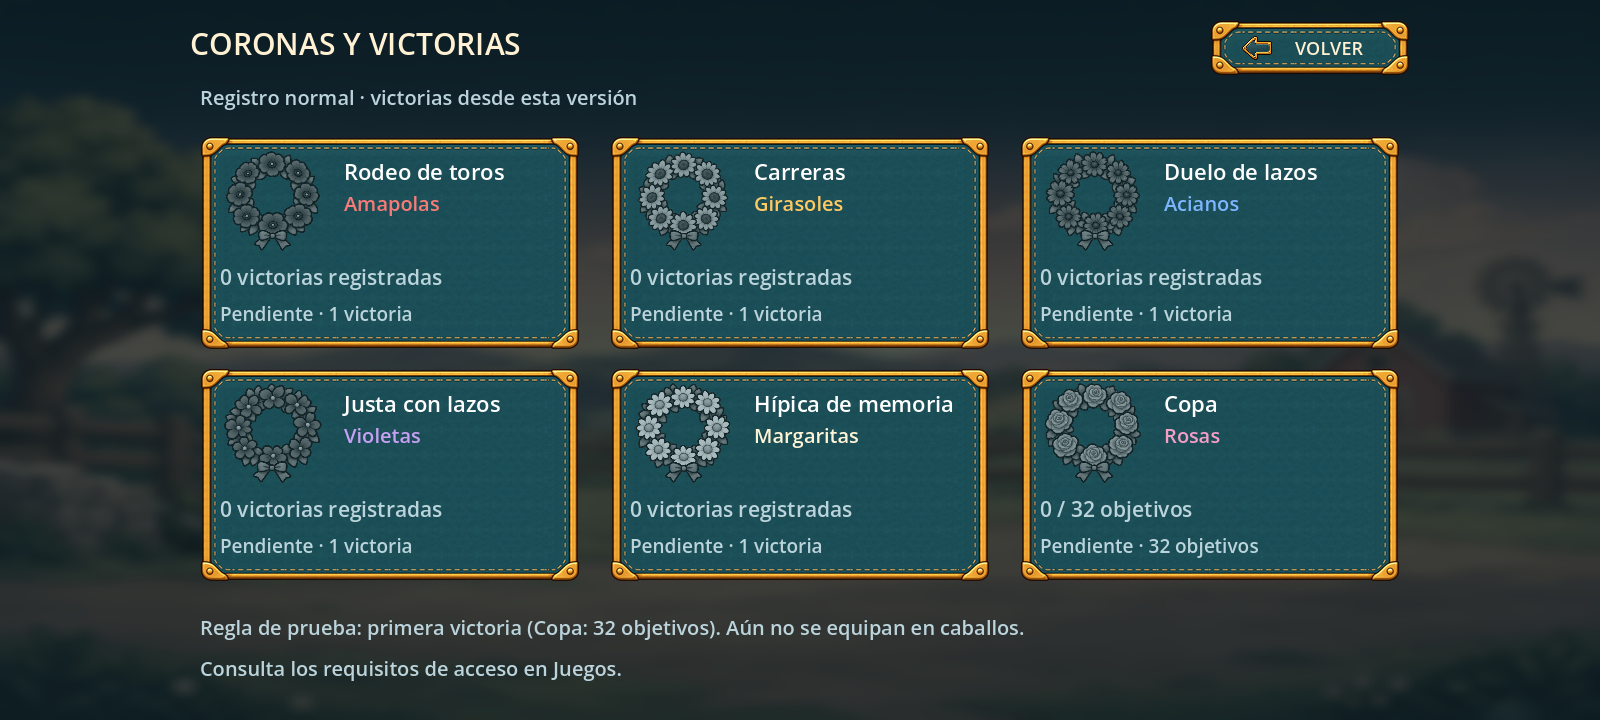 CORONAS Y VICTORIAS
VOLVER
Registro normal · victorias desde esta versión
Rodeo de toros
Amapolas
0 victorias registradas
Pendiente · 1 victoria
Carreras
Girasoles
0 victorias registradas
Pendiente · 1 victoria
Duelo de lazos
Acianos
0 victorias registradas
Pendiente · 1 victoria
Justa con lazos
Violetas
0 victorias registradas
Pendiente · 1 victoria
Hípica de memoria
Margaritas
0 victorias registradas
Pendiente · 1 victoria
Copa
Rosas
0 / 32 objetivos
Pendiente · 32 objetivos
Regla de prueba: primera victoria (Copa: 32 objetivos). Aún no se equipan en caballos.
Consulta los requisitos de acceso en Juegos.